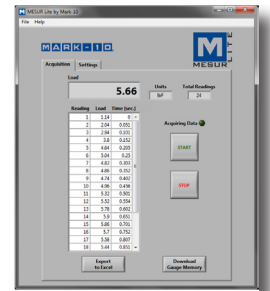 MESUR Lite by Mark-10
File Help
MARK-10
M
MESUR
LITE
Acquisition Settings
Load
5.66
Units
lbF
Total Readings
24
Reading Load Time (sec.)
1 1.14 0
2 2.04 0.051
3 2.94 0.101
4 3.8 0.152
5 4.84 0.205
6 5.04 0.25
7 4.82 0.303
8 4.86 0.352
9 4.74 0.402
10 4.96 0.456
11 5.32 0.501
12 5.52 0.554
13 5.78 0.602
14 5.9 0.651
15 5.86 0.701
16 5.7 0.752
17 5.58 0.807
18 5.44 0.851
Acquiring Data
START
STOP
Export
to Excel
Download
Gauge Memory